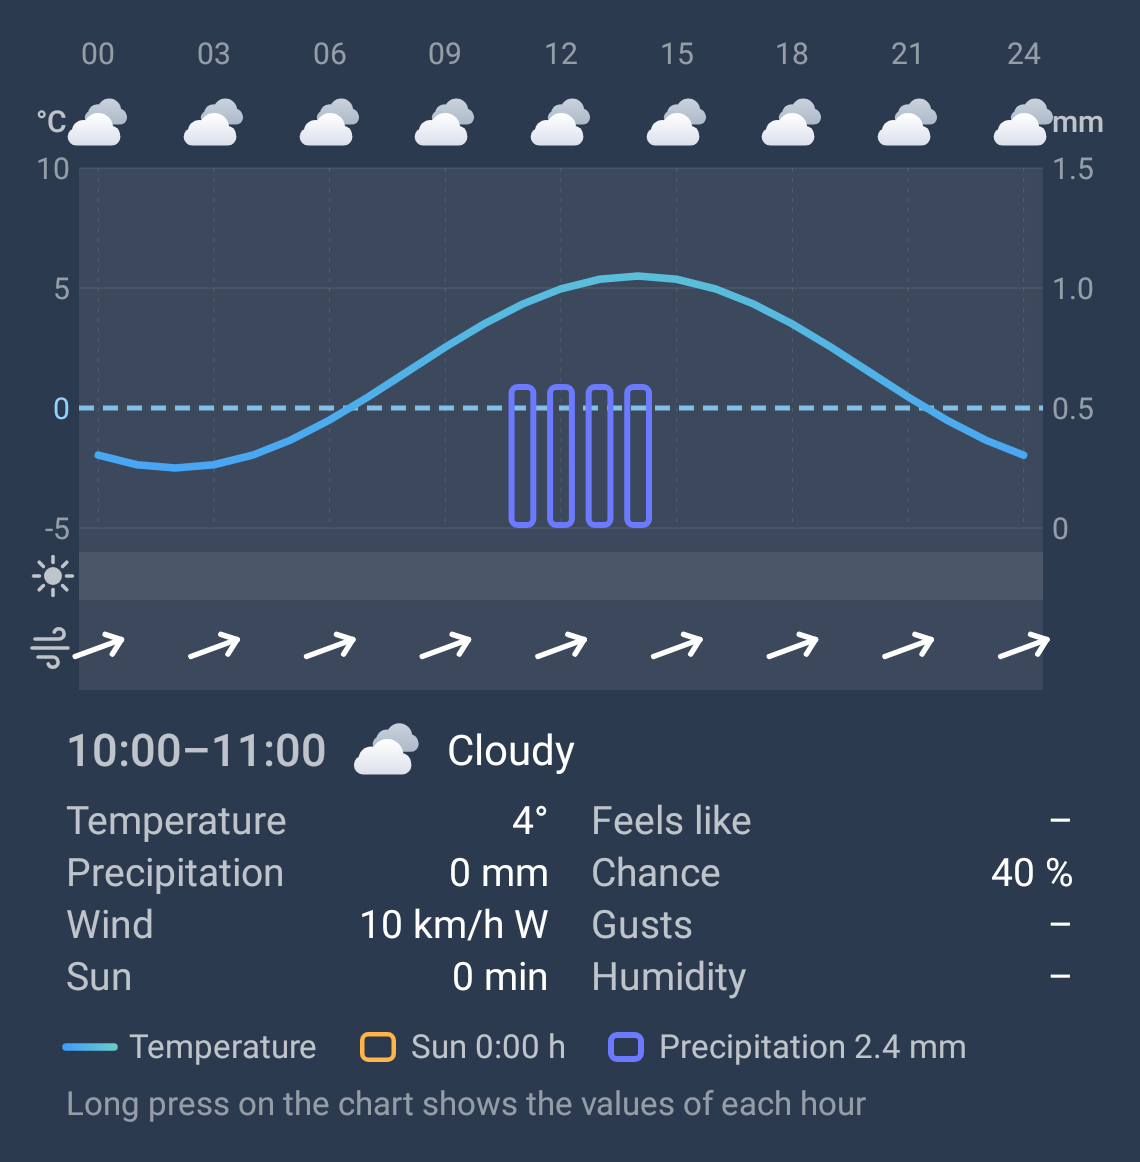 00 03 06 09 12 15 18 21 24
°C mm
10 1.5
5 1.0
0 0.5
-5 0
10:00–11:00 Cloudy
Temperature 4° Feels like –
Precipitation 0 mm Chance 40 %
Wind 10 km/h W Gusts –
Sun 0 min Humidity –
Temperature Sun 0:00 h Precipitation 2.4 mm
Long press on the chart shows the values of each hour